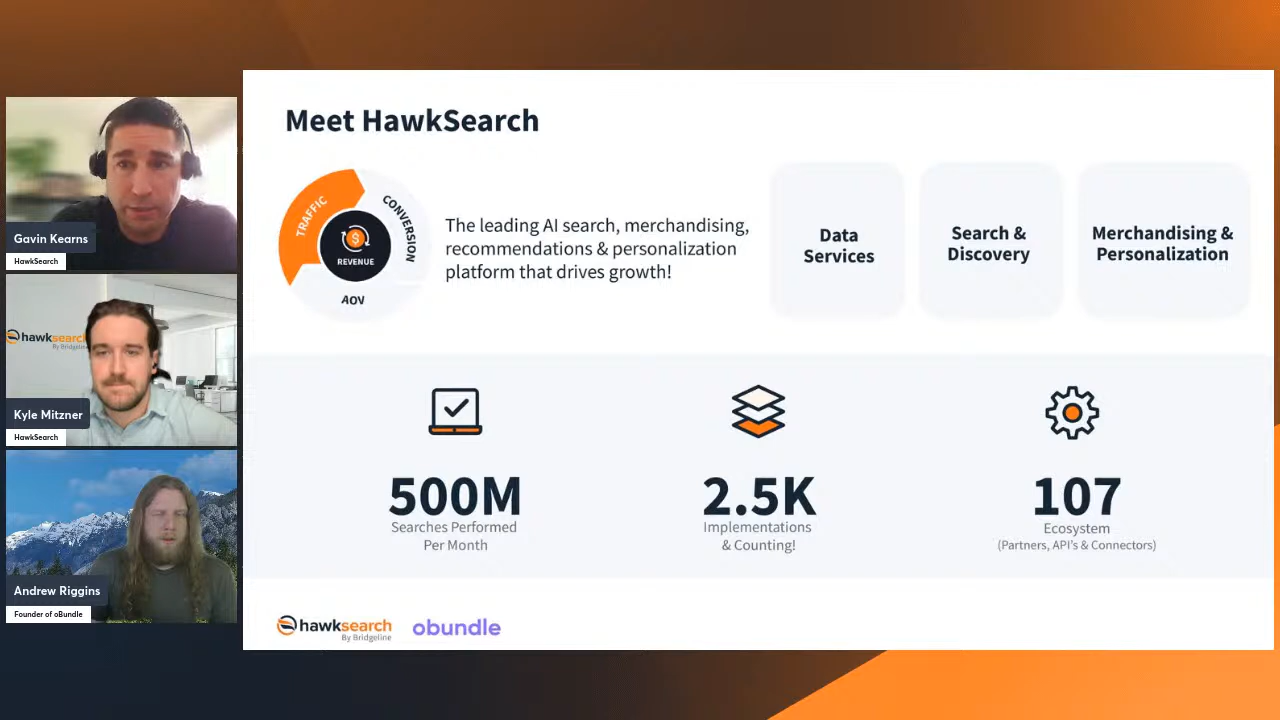 Meet HawkSearch
TRAFFIC
CONVERSION
$
REVENUE
AOV
The leading AI search, merchandising,
recommendations & personalization
platform that drives growth!
Data
Services
Search &
Discovery
Merchandising &
Personalization
500M
Searches Performed
Per Month
2.5K
Implementations
& Counting!
107
Ecosystem
(Partners, API's & Connectors)
hawksearch
By Bridgeline
obundle
Gavin Kearns
HawkSearch
hawksearch
By Bridgeline
Kyle Mitzner
HawkSearch
Andrew Riggins
Founder of oBundle